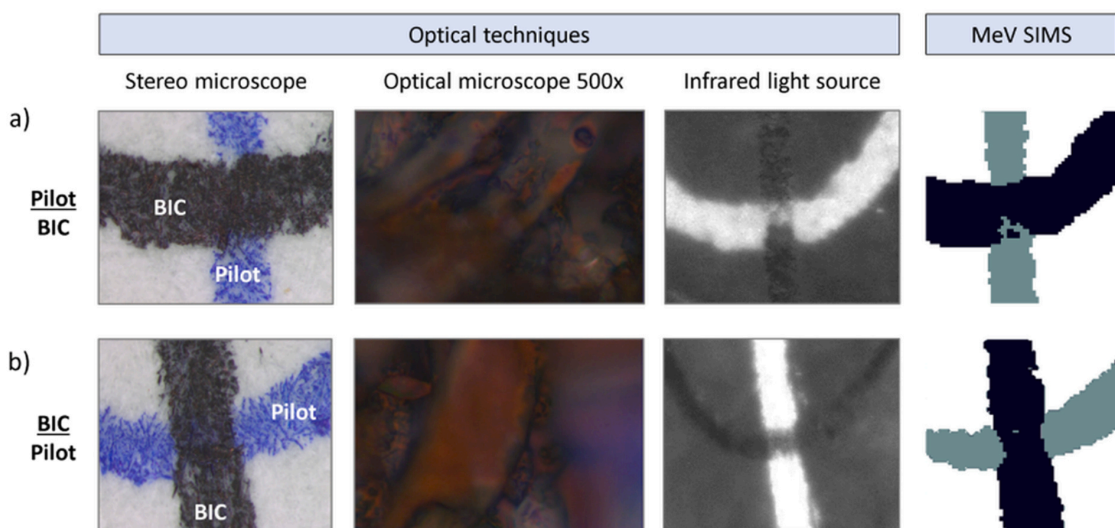 Optical techniques
MeV SIMS
Stereo microscope
Optical microscope 500x
Infrared light source
a)
Pilot
BIC
BIC
Pilot
b)
BIC
Pilot
Pilot
BIC